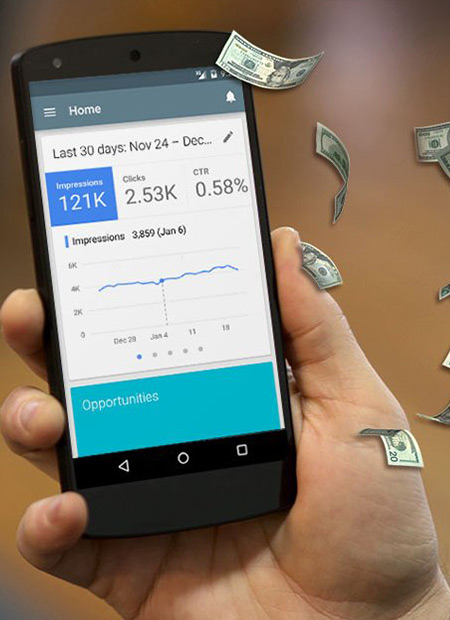 Home
Last 30 days: Nov 24 – Dec...
Impressions
121K
Clicks
2.53K
CTR
0.58%
Impressions 3,859 (Jan 6)
6K
4K
2K
0
Dec 28 Jan 4 11 18
Opportunities
20